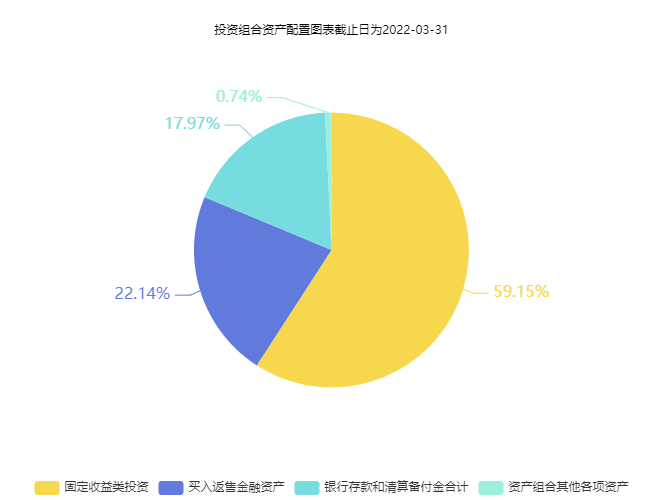 投资组合资产配置图表截止日为2022-03-31
0.74%
17.97%
22.14%
59.15%
固定收益类投资 买入返售金融资产 银行存款和清算备付金合计 资产组合其他各项资产